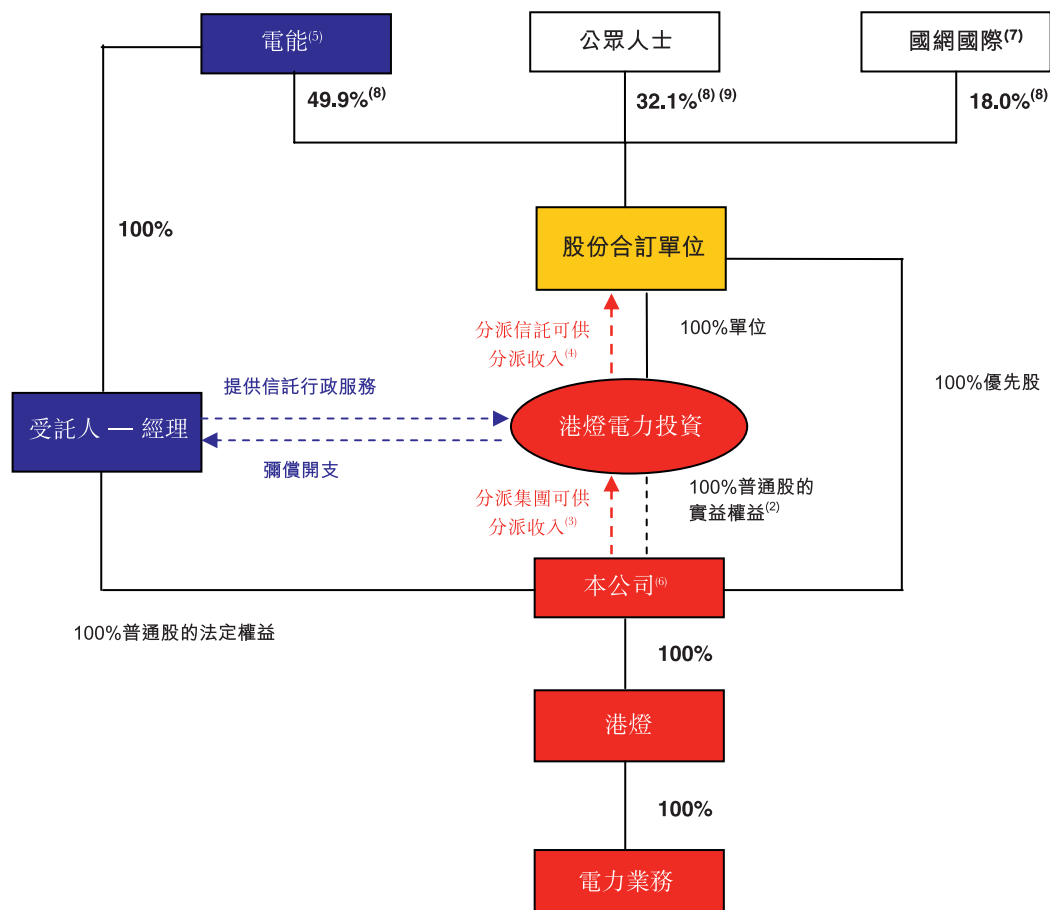 電能(5)
公眾人士
國網國際(7)
49.9%(8)
32.1%(8) (9)
18.0%(8)
100%
股份合訂單位
分派信託可供
分派收入(4)
100%單位
100%優先股
提供信託行政服務
受託人 — 經理
港燈電力投資
彌償開支
分派集團可供
分派收入(3)
100%普通股的
實益權益(2)
本公司(6)
100%普通股的法定權益
100%
港燈
100%
電力業務